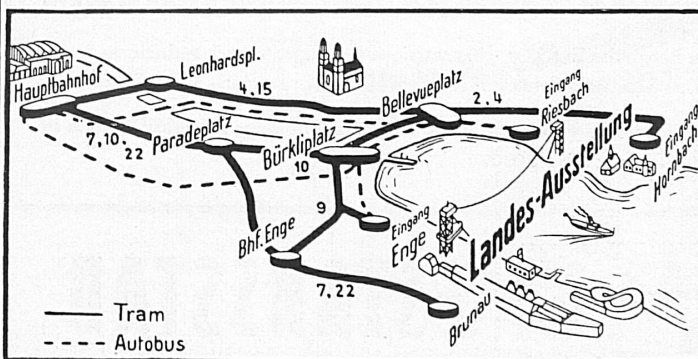 Hauptbahnhof
Leonhardspl.
4.15
Bellevueplatz
2.4
Eingang
Riesbach
Eingang
Hornbach
7,10.
22
Paradeplatz
Bürkliplatz
10
9
Bhf. Enge
Eingang
Enge
Landes-Ausstellung
7,22
Brunau
Tram
Autobus